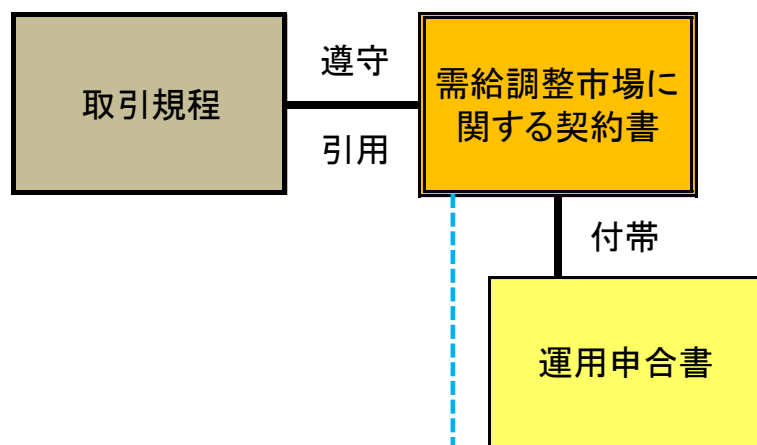 取引規程
遵守
引用
需給調整市場に
関する契約書
付帯
運用申合書